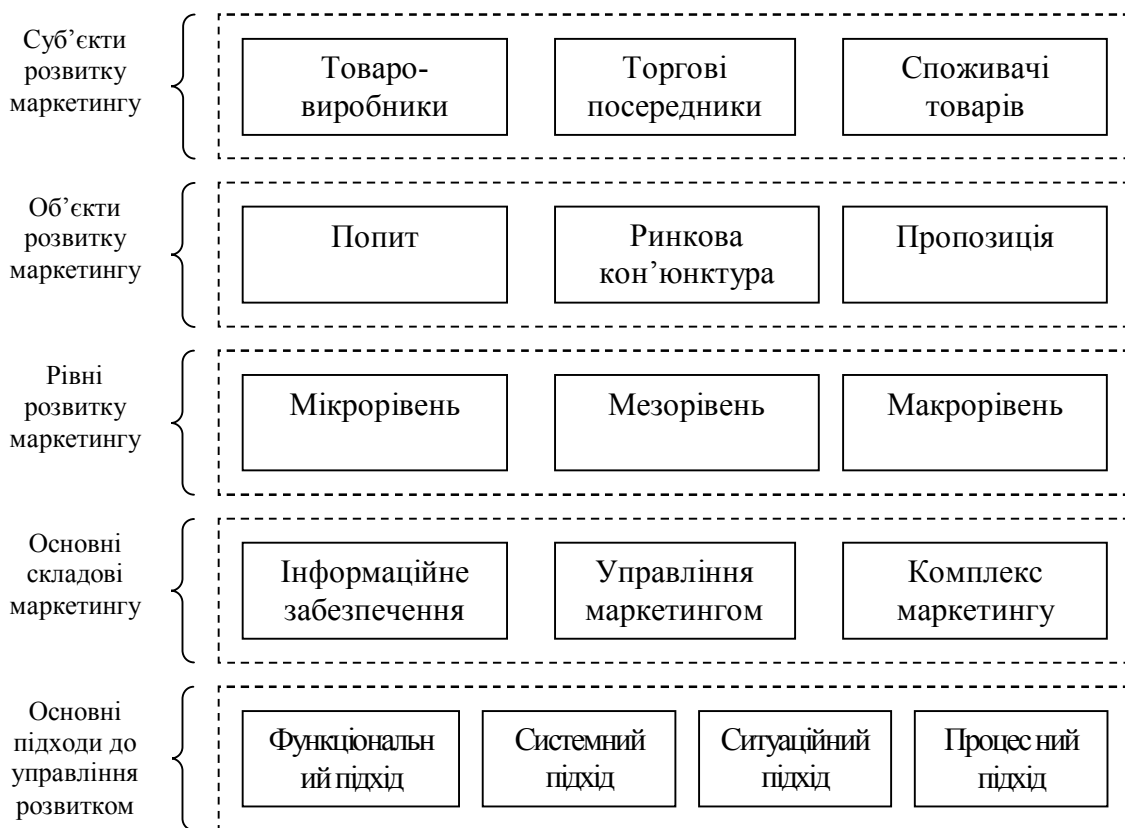 Суб’єкти
розвитку
маркетингу
Товаро-
виробники
Торгові
посередники
Споживачі
товарів
Об’єкти
розвитку
маркетингу
Попит
Ринкова
кон’юнктура
Пропозиція
Рівні
розвитку
маркетингу
Мікрорівень
Мезорівень
Макрорівень
Основні
складові
маркетингу
Інформаційне
забезпечення
Управління
маркетингом
Комплекс
маркетингу
Основні
підходи до
управління
розвитком
Функціональн
ий підхід
Системний
підхід
Ситуаційний
підхід
Процес ний
підхід